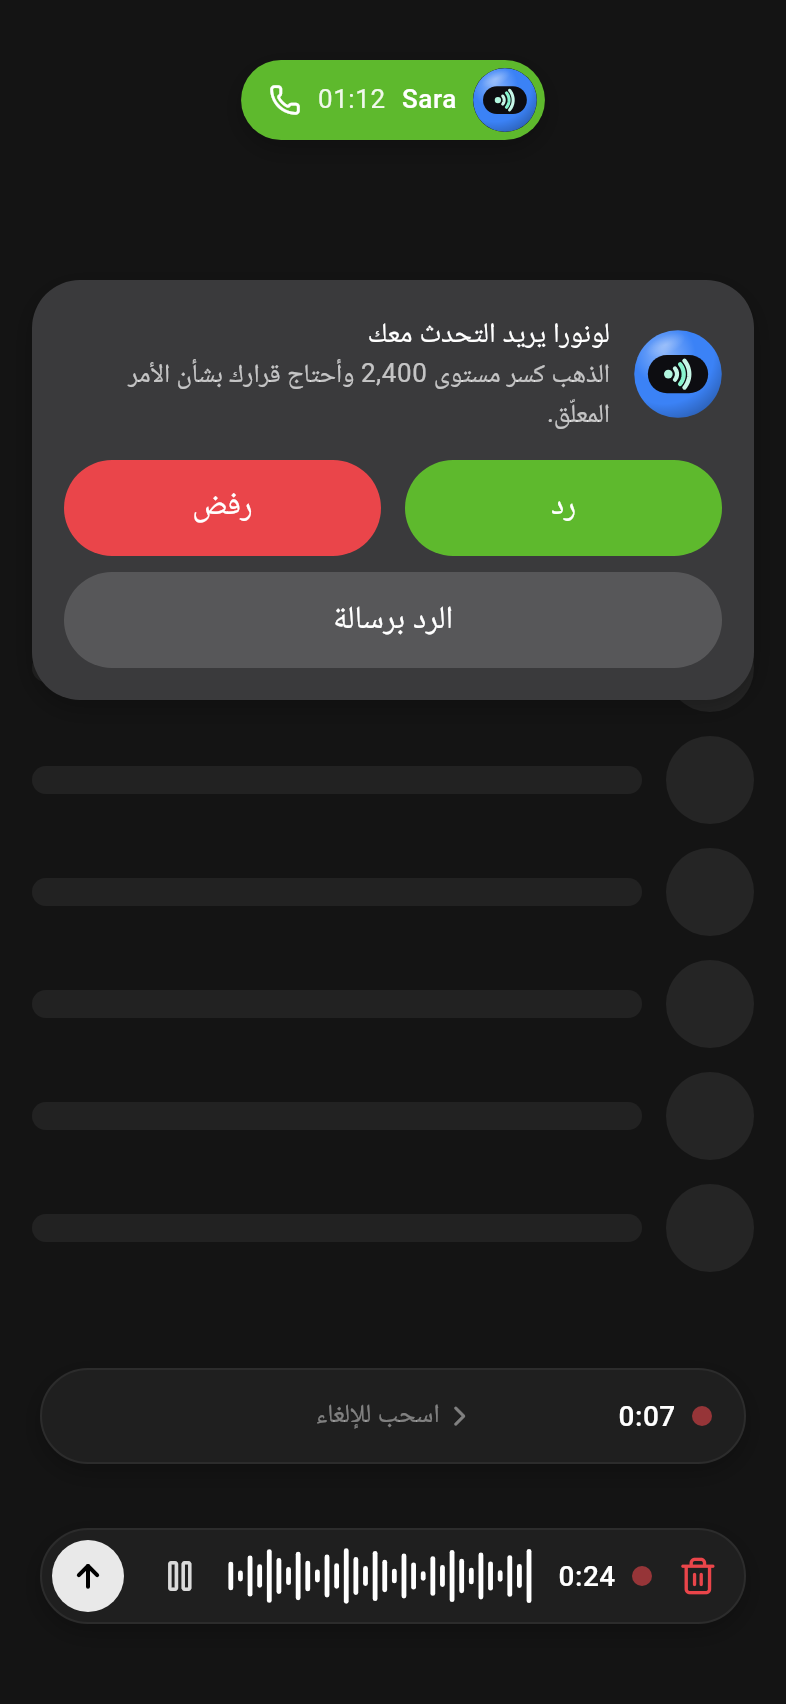 01:12 Sara
لونورا يريد التحدث معك
الذهب كسر مستوى 2,400 وأحتاج قرارك بشأن الأمر
المعلّق.
رد
رفض
الرد برسالة
0:07
اسحب للإلغاء
0:24